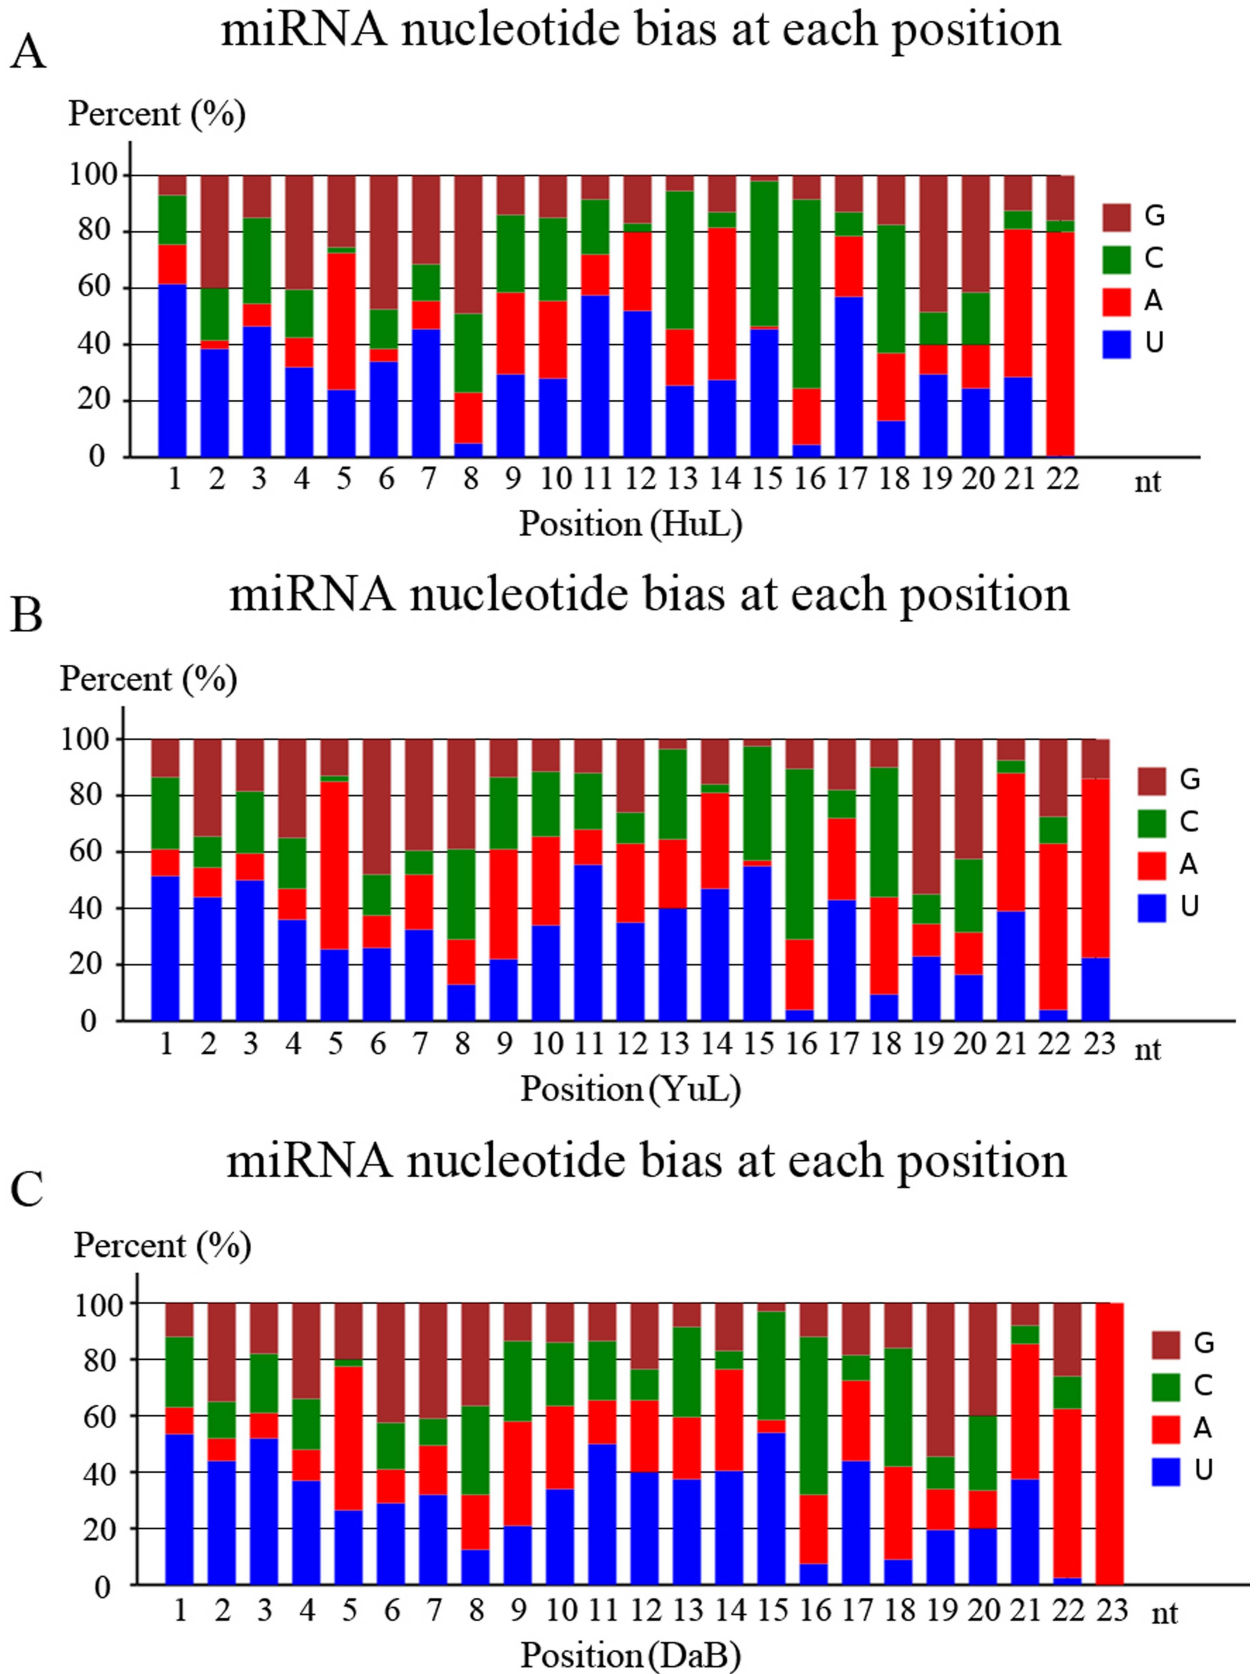 A
miRNA nucleotide bias at each position
Percent (%)
100
80
60
40
20
0
G
C
A
U
1 2 3 4 5 6 7 8 9 10 11 12 13 14 15 16 17 18 19 20 21 22 nt
Position (HuL)
B
miRNA nucleotide bias at each position
Percent (%)
100
80
60
40
20
0
G
C
A
U
1 2 3 4 5 6 7 8 9 10 11 12 13 14 15 16 17 18 19 20 21 22 23 nt
Position (YuL)
C
miRNA nucleotide bias at each position
Percent (%)
100
80
60
40
20
0
G
C
A
U
1 2 3 4 5 6 7 8 9 10 11 12 13 14 15 16 17 18 19 20 21 22 23 nt
Position (DaB)